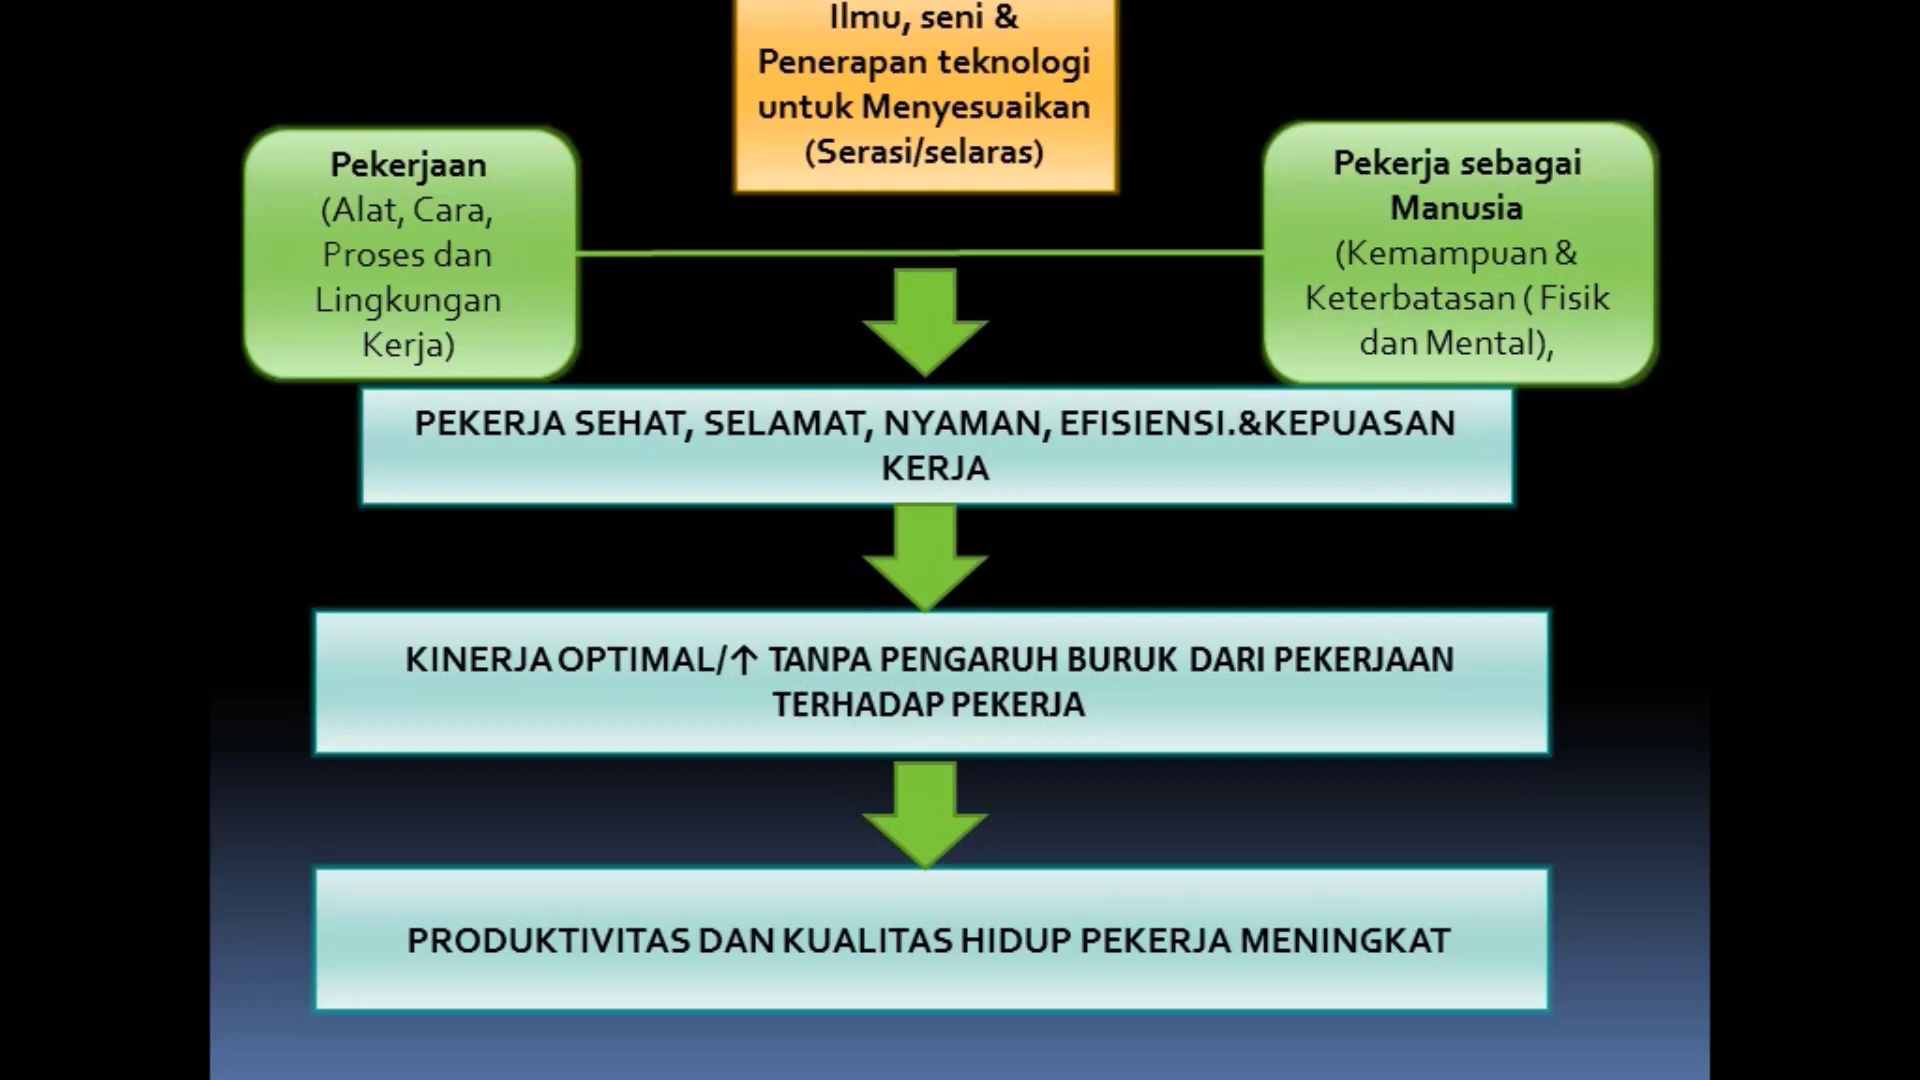 Ilmu, seni &
Penerapan teknologi
untuk Menyesuaikan
(Serasi/selaras)
Pekerjaan
(Alat, Cara,
Proses dan
Lingkungan
Kerja)
Pekerja sebagai
Manusia
(Kemampuan &
Keterbatasan ( Fisik
dan Mental),
PEKERJA SEHAT, SELAMAT, NYAMAN, EFISIENSI.&KEPUASAN
KERJA
KINERJA OPTIMAL/↑ TANPA PENGARUH BURUK DARI PEKERJAAN
TERHADAP PEKERJA
PRODUKTIVITAS DAN KUALITAS HIDUP PEKERJA MENINGKAT